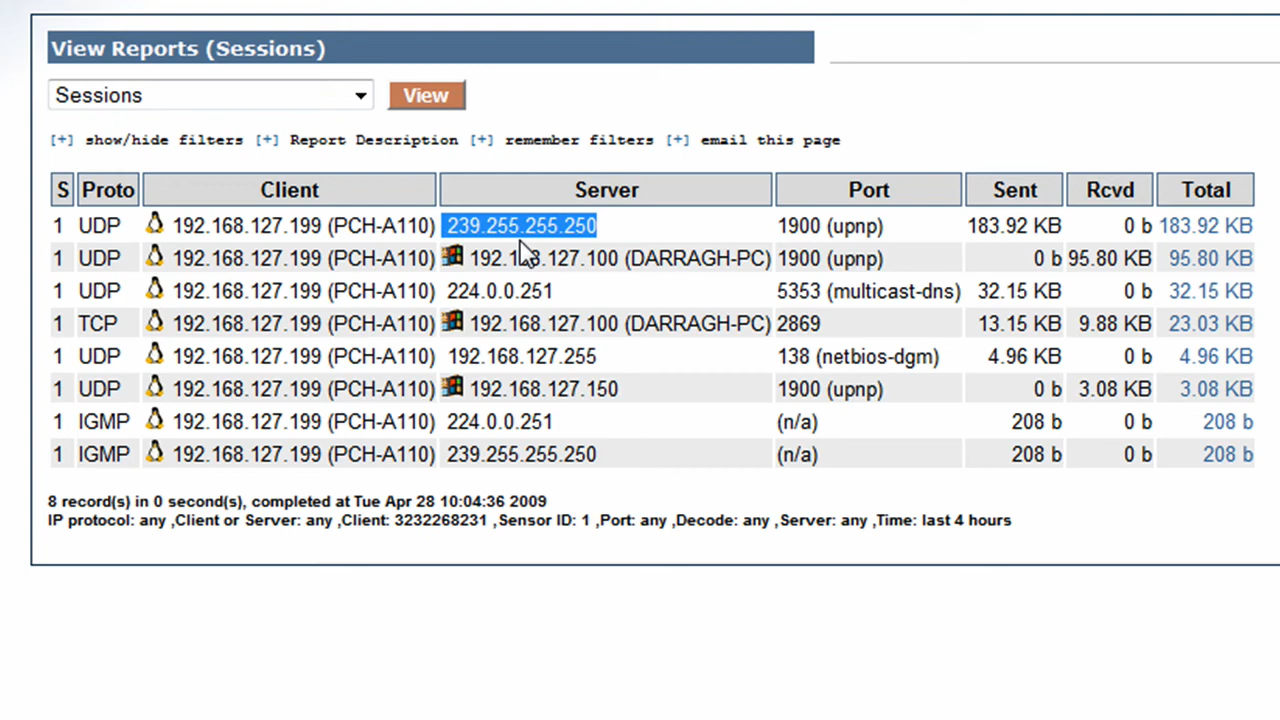 View Reports (Sessions)
Sessions View
[+] show/hide filters [+] Report Description [+] remember filters [+] email this page
S Proto Client Server Port Sent Rcvd Total
1 UDP 192.168.127.199 (PCH-A110) 239.255.255.250 1900 (upnp) 183.92 KB 0 b 183.92 KB
1 UDP 192.168.127.199 (PCH-A110) 192.168.127.100 (DARRAGH-PC) 1900 (upnp) 0 b 95.80 KB 95.80 KB
1 UDP 192.168.127.199 (PCH-A110) 224.0.0.251 5353 (multicast-dns) 32.15 KB 0 b 32.15 KB
1 TCP 192.168.127.199 (PCH-A110) 192.168.127.100 (DARRAGH-PC) 2869 13.15 KB 9.88 KB 23.03 KB
1 UDP 192.168.127.199 (PCH-A110) 192.168.127.255 138 (netbios-dgm) 4.96 KB 0 b 4.96 KB
1 UDP 192.168.127.199 (PCH-A110) 192.168.127.150 1900 (upnp) 0 b 3.08 KB 3.08 KB
1 IGMP 192.168.127.199 (PCH-A110) 224.0.0.251 (n/a) 208 b 0 b 208 b
1 IGMP 192.168.127.199 (PCH-A110) 239.255.255.250 (n/a) 208 b 0 b 208 b
8 record(s) in 0 second(s), completed at Tue Apr 28 10:04:36 2009
IP protocol: any ,Client or Server: any ,Client: 3232268231 ,Sensor ID: 1 ,Port: any ,Decode: any ,Server: any ,Time: last 4 hours